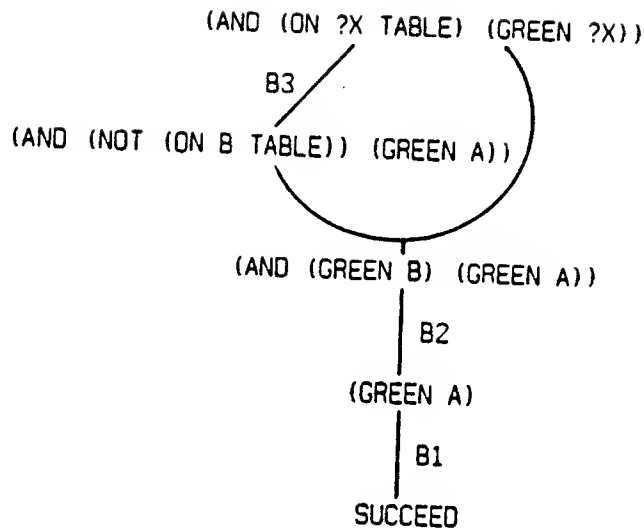 (AND (ON ?X TABLE) (GREEN ?X))
B3
(AND (NOT (ON B TABLE)) (GREEN A))
(AND (GREEN B) (GREEN A))
B2
(GREEN A)
B1
SUCCEED